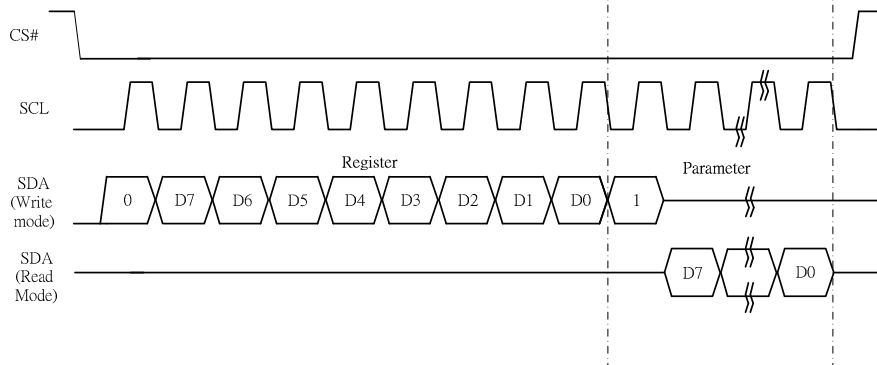 CS#
SCL
Register
Parameter
SDA
(Write
mode)
0 D7 D6 D5 D4 D3 D2 D1 D0 1
SDA
(Read
Mode)
D7 D0